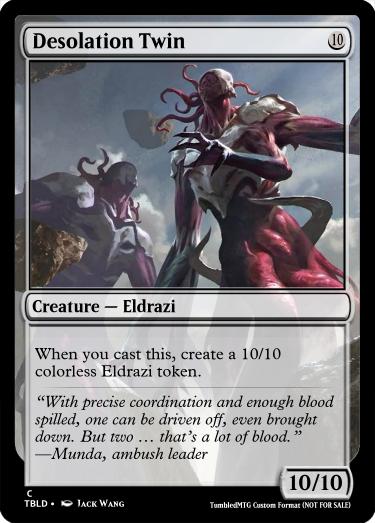 Desolation Twin
10
Creature — Eldrazi
When you cast this, create a 10/10
colorless Eldrazi token.
“With precise coordination and enough blood
spilled, one can be driven off, even brought
down. But two … that’s a lot of blood.”
—Munda, ambush leader
10/10
C
TBLD • Jack Wang
TumbledMTG Custom Format (NOT FOR SALE)